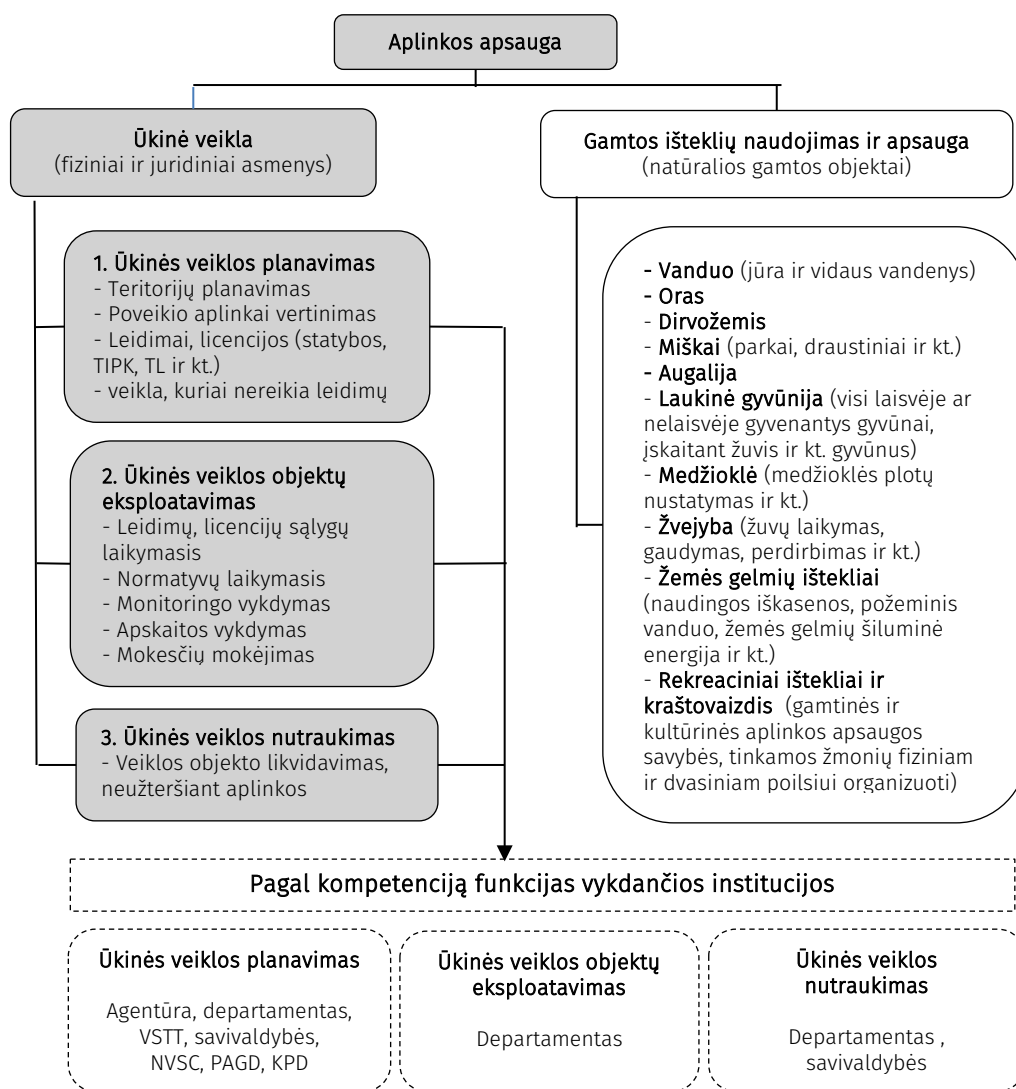 Aplinkos apsauga
Ūkinė veikla
(fiziniai ir juridiniai asmenys)
Gamtos išteklių naudojimas ir apsauga
(natūralios gamtos objektai)
1. Ūkinės veiklos planavimas
- Teritorijų planavimas
- Poveikio aplinkai vertinimas
- Leidimai, licencijos (statybos,
TIPK, TL ir kt.)
- veikla, kuriai nereikia leidimų
2. Ūkinės veiklos objektų
eksploatavimas
- Leidimų, licencijų sąlygų
laikymasis
- Normatyvų laikymasis
- Monitoringo vykdymas
- Apskaitos vykdymas
- Mokesčių mokėjimas
3. Ūkinės veiklos nutraukimas
- Veiklos objekto likvidavimas,
neužteršiant aplinkos
- Vanduo (jūra ir vidaus vandenys)
- Oras
- Dirvožemis
- Miškai (parkai, draustiniai ir kt.)
- Augalija
- Laukinė gyvūnija (visi laisvėje ar
nelaisvėje gyvenantys gyvūnai,
įskaitant žuvis ir kt. gyvūnus)
- Medžioklė (medžioklės plotų
nustatymas ir kt.)
- Žvejyba (žuvų laikymas,
gaudymas, perdirbimas ir kt.)
- Žemės gelmių ištekliai
(naudingos iškasenos, požeminis
vanduo, žemės gelmių šiluminė
energija ir kt.)
- Rekreaciniai ištekliai ir
kraštovaizdis (gamtinės ir
kultūrinės aplinkos apsaugos
savybės, tinkamos žmonių fiziniam
ir dvasiniam poilsiui organizuoti)
Pagal kompetenciją funkcijas vykdančios institucijos
Ūkinės veiklos planavimas
Agentūra, departamentas,
VSTT, savivaldybės,
NVSC, PAGD, KPD
Ūkinės veiklos objektų
eksploatavimas
Departamentas
Ūkinės veiklos
nutraukimas
Departamentas ,
savivaldybės